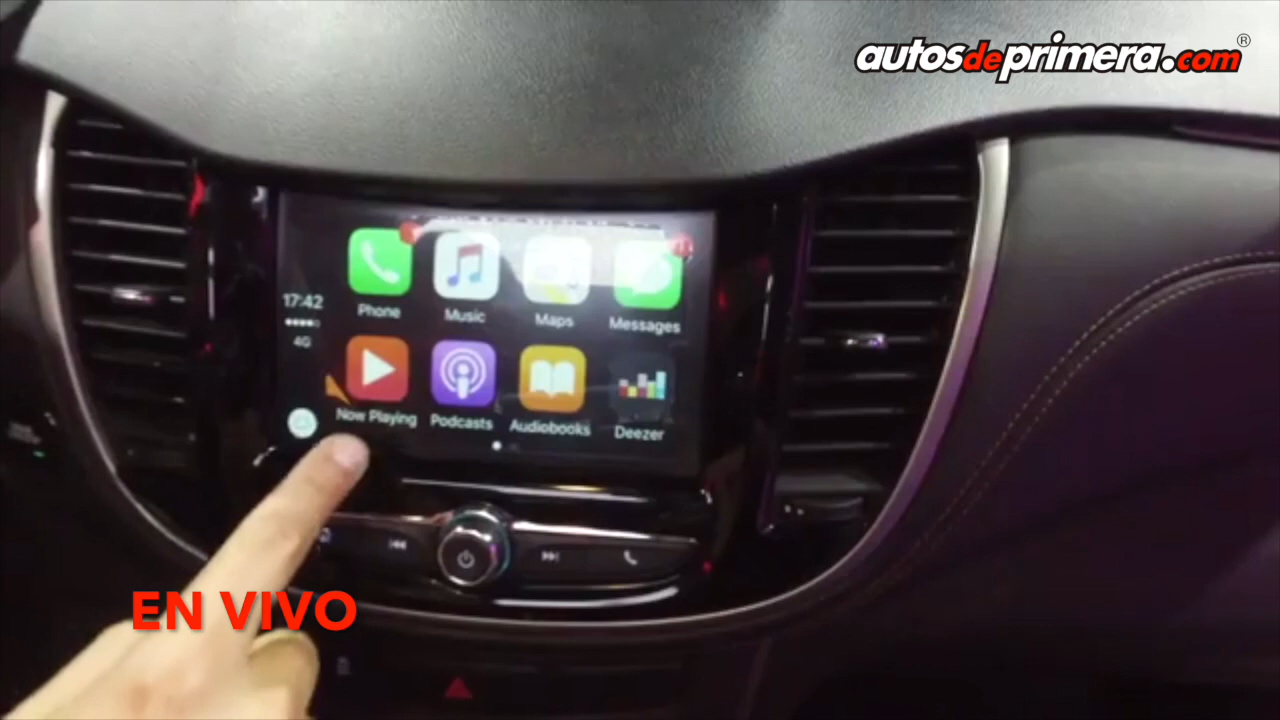 autosdeprimera.com®
17:42
4G
Phone
Music
Maps
Messages
Now Playing
Podcasts
Audiobooks
Deezer
EN VIVO